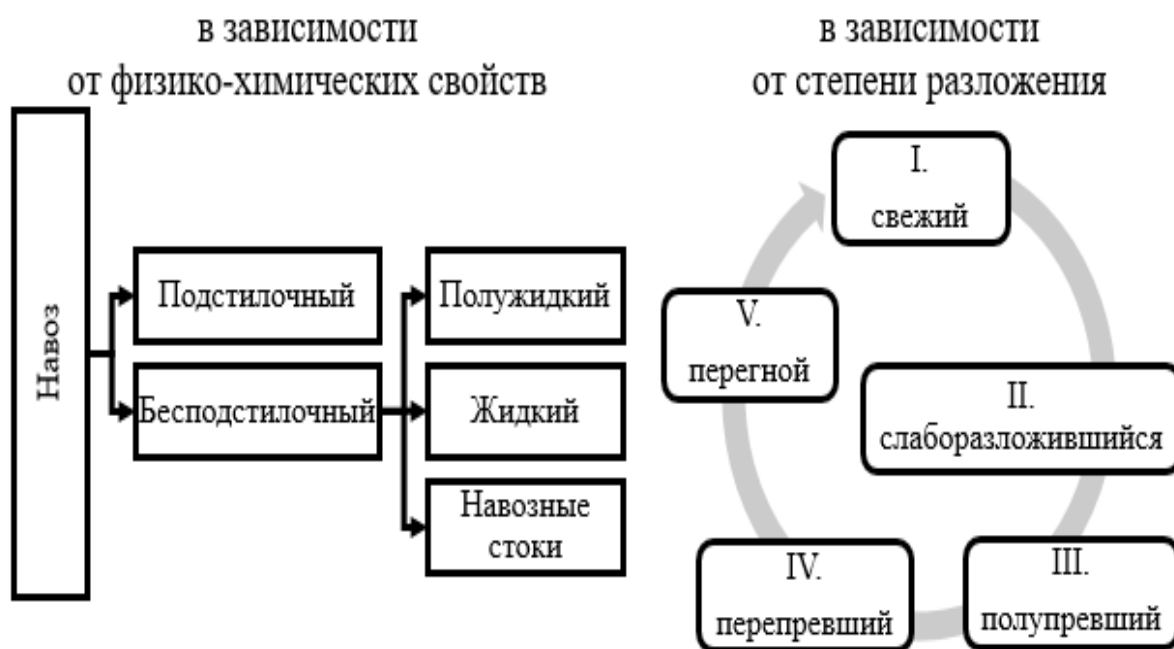 в зависимости
от физико-химических свойств
Навоз
Подстилочный
Бесподстилочный
Полужидкий
Жидкий
Навозные
стоки
в зависимости
от степени разложения
I.
свежий
II.
слаборазложившийся
III.
полупревший
IV.
перепревший
V.
перегной